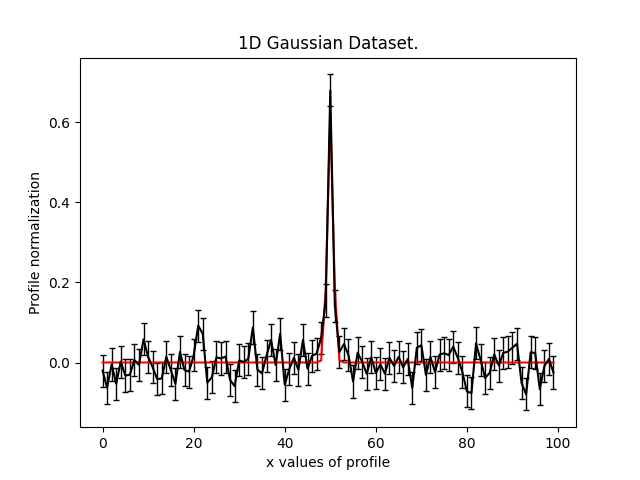 1D Gaussian Dataset.
Profile normalization
0.6
0.4
0.2
0.0
0 20 40 60 80 100
x values of profile